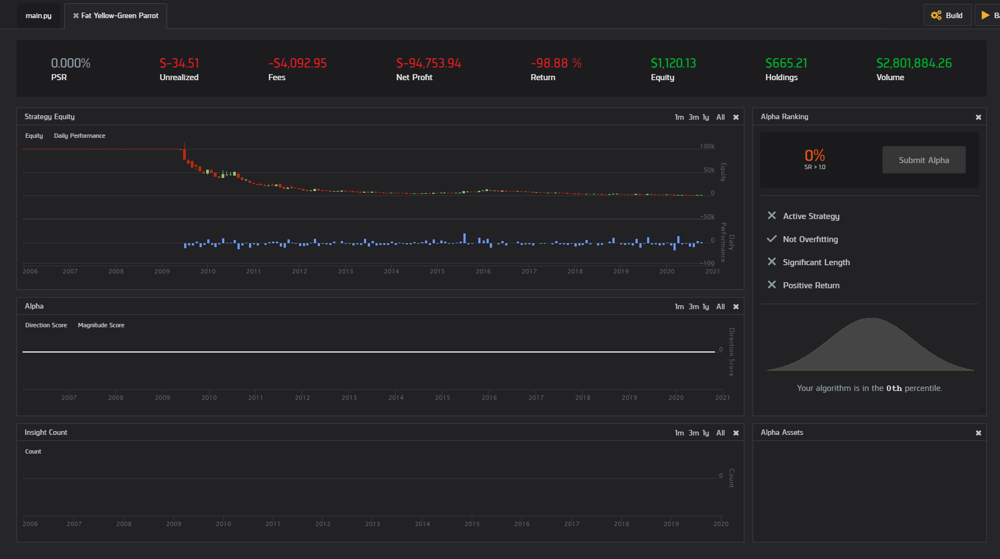 main.py
Fat Yellow-Green Parrot
Build
0.000%
PSR
$-34.51
Unrealized
-$4,092.95
Fees
$-94,753.94
Net Profit
-98.88 %
Return
$1,120.13
Equity
$665.21
Holdings
$2,801,884.26
Volume
Strategy Equity
1m 3m 1y All
Equity Daily Performance
100k
50k
0
-50k
0
-100
Equity
Daily
Performance
2006 2007 2008 2009 2010 2011 2012 2013 2014 2015 2016 2017 2018 2019 2020 2021
Alpha Ranking
0%
SR > 1.0
Submit Alpha
Active Strategy
Not Overfitting
Significant Length
Positive Return
Your algorithm is in the 0th percentile.
Alpha
1m 3m 1y All
Direction Score Magnitude Score
0
Direction Score
2007 2008 2009 2010 2011 2012 2013 2014 2015 2016 2017 2018 2019 2020 2021
Insight Count
1m 3m 1y All
Count
0
Count
2006 2007 2008 2009 2010 2011 2012 2013 2014 2015 2016 2017 2018 2019 2020
Alpha Assets